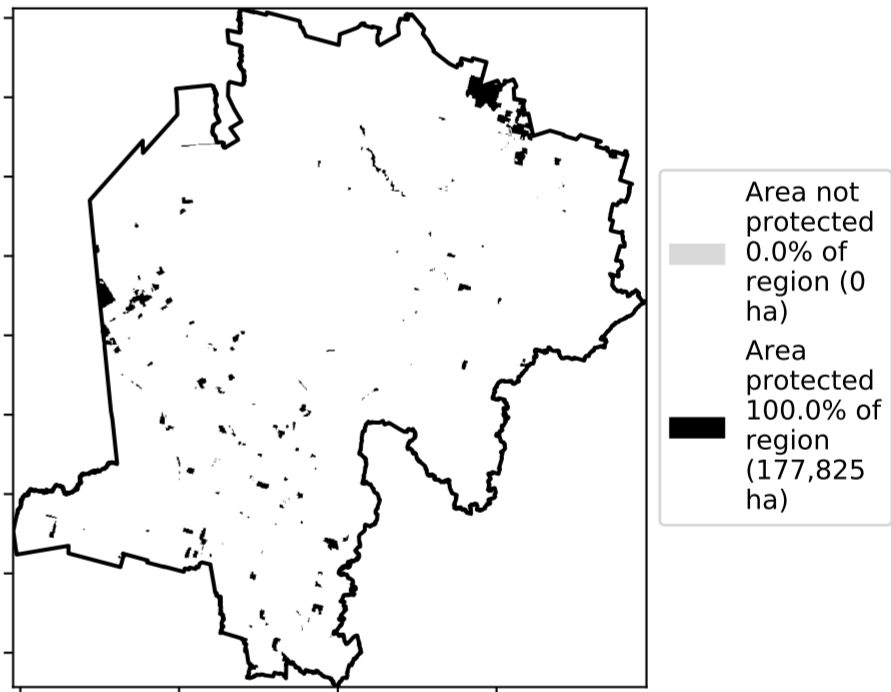 Area not
protected
0.0% of
region (0
ha)
Area
protected
100.0% of
region
(177,825
ha)